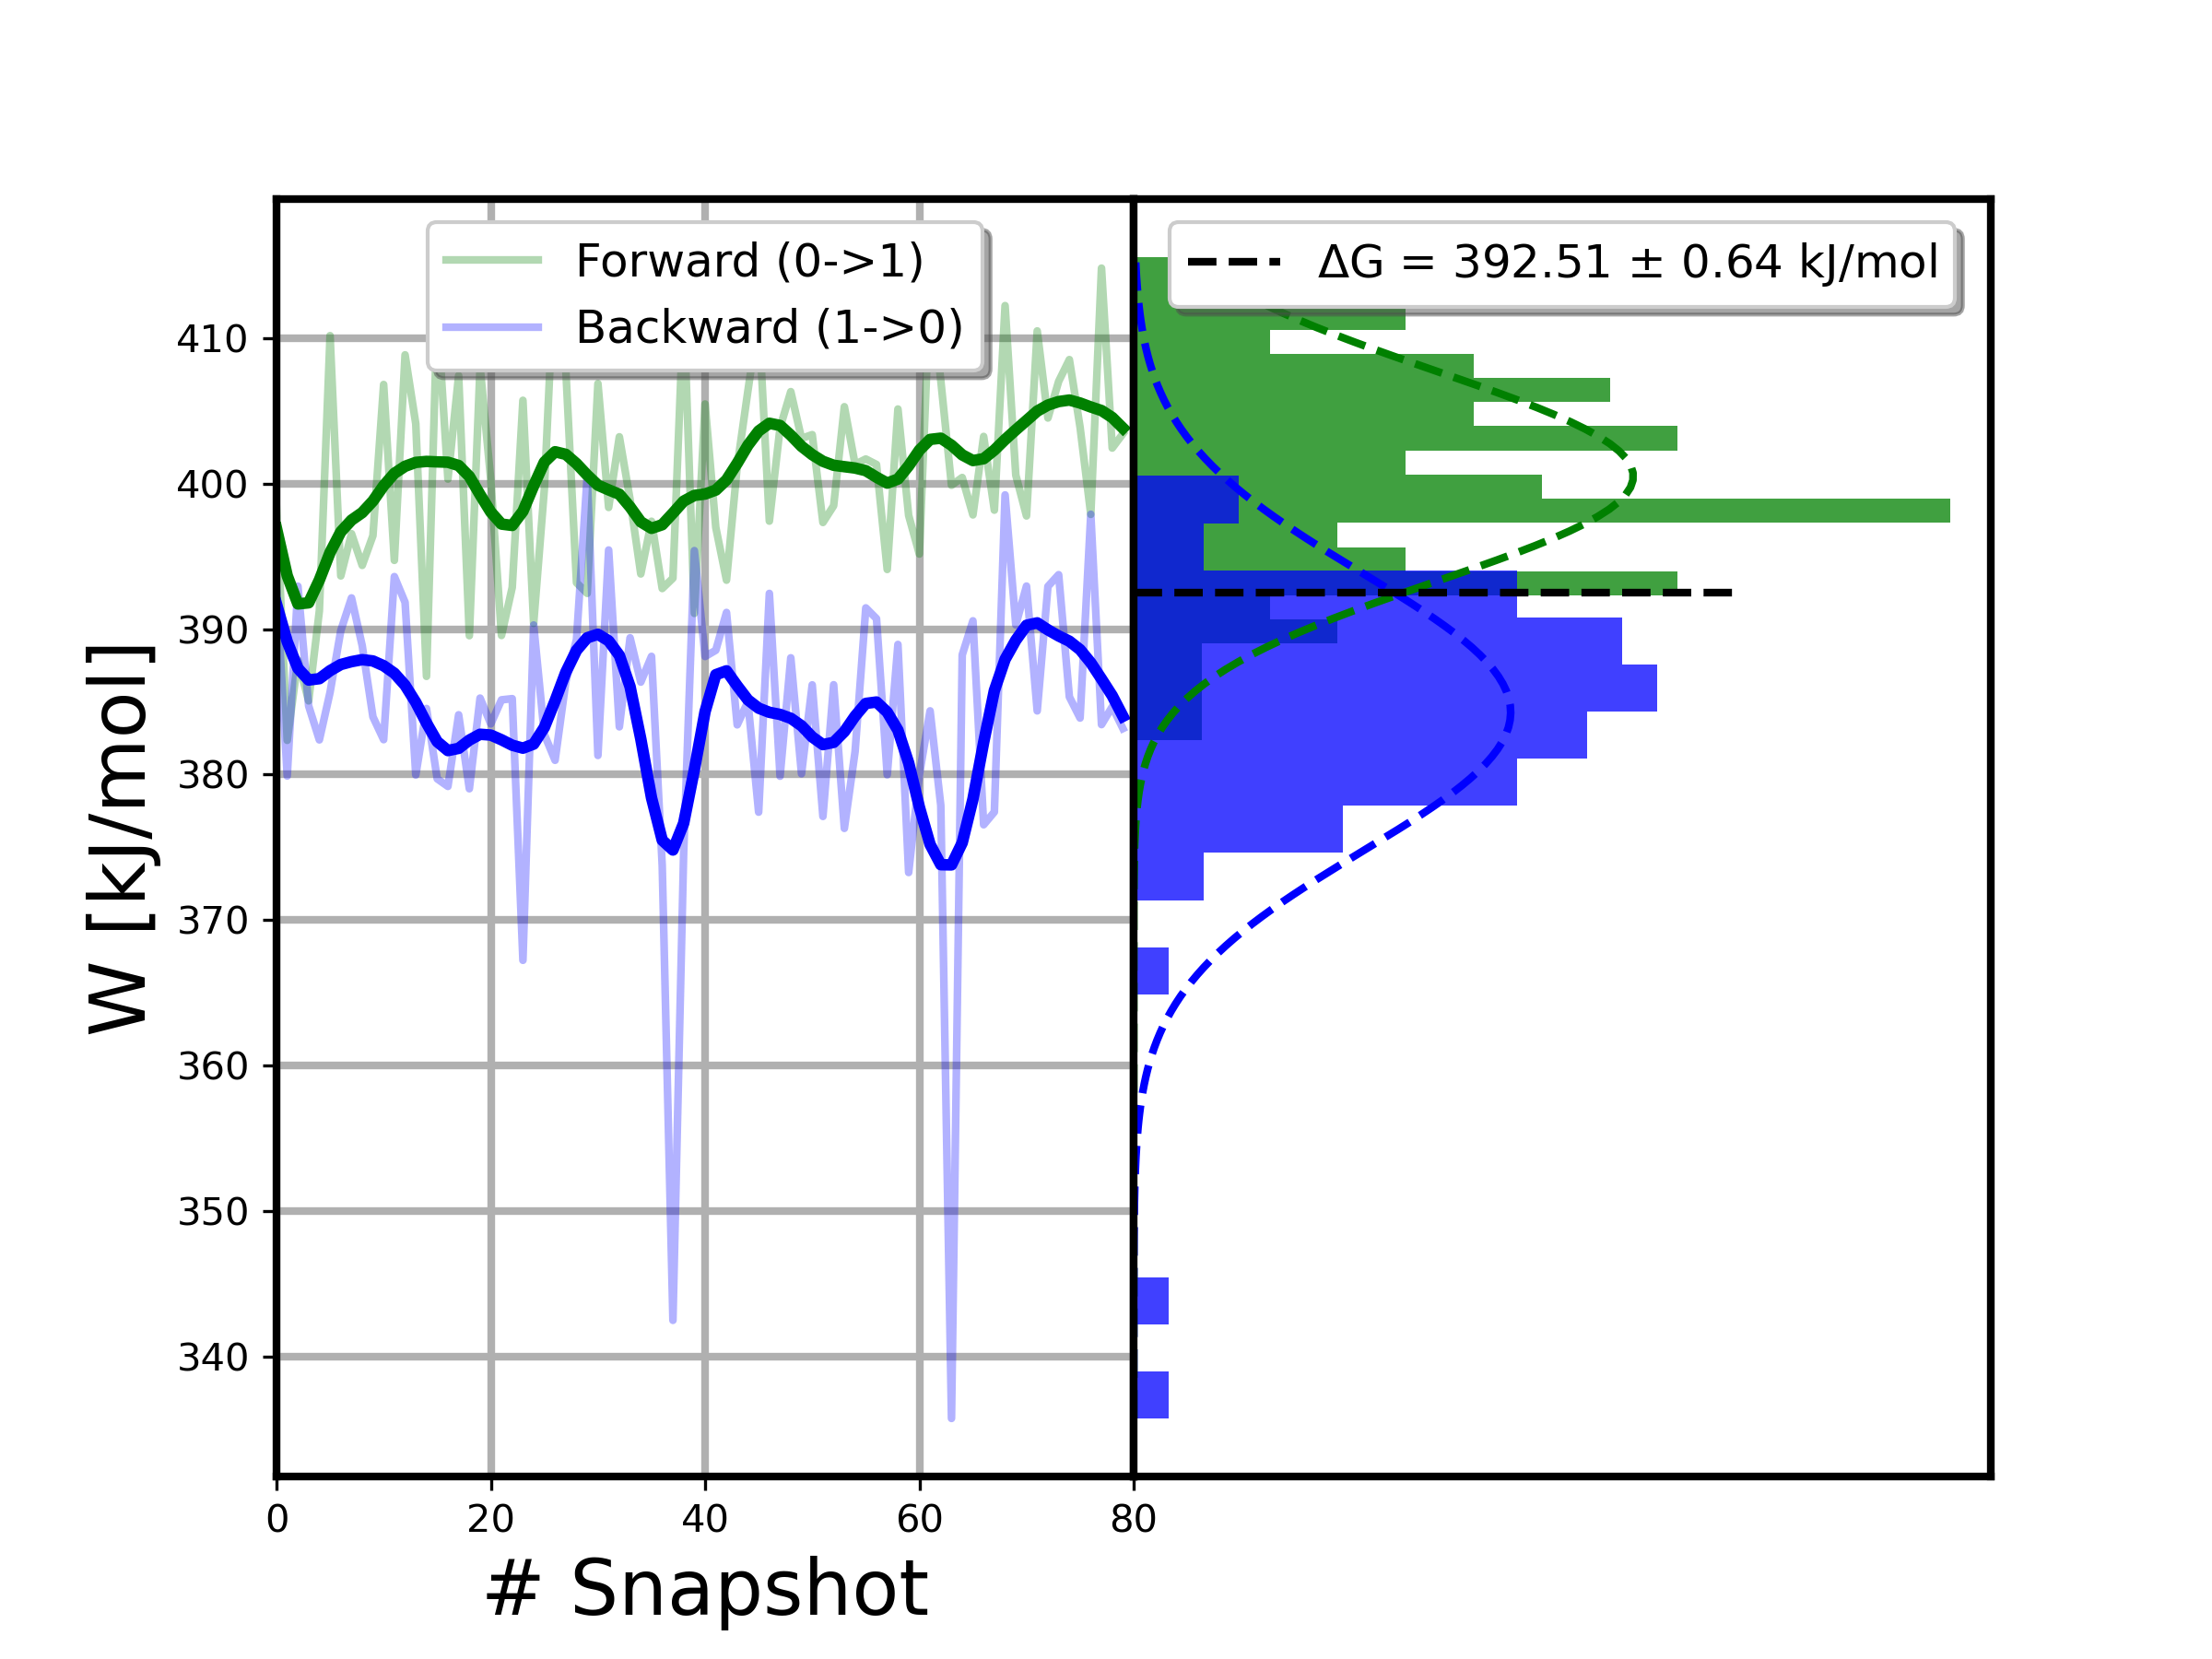 Forward (0->1)
Backward (1->0)
ΔG = 392.51 ± 0.64 kJ/mol
W [kJ/mol]
410
400
390
380
370
360
350
340
0 20 40 60 80
# Snapshot